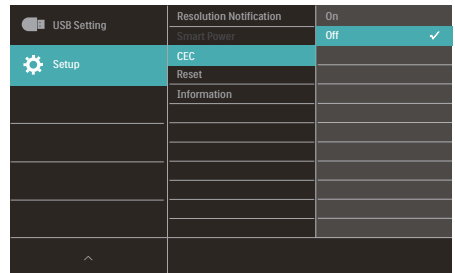 USB Setting
Setup
Resolution Notification
Smart Power
CEC
Reset
Information
On
Off